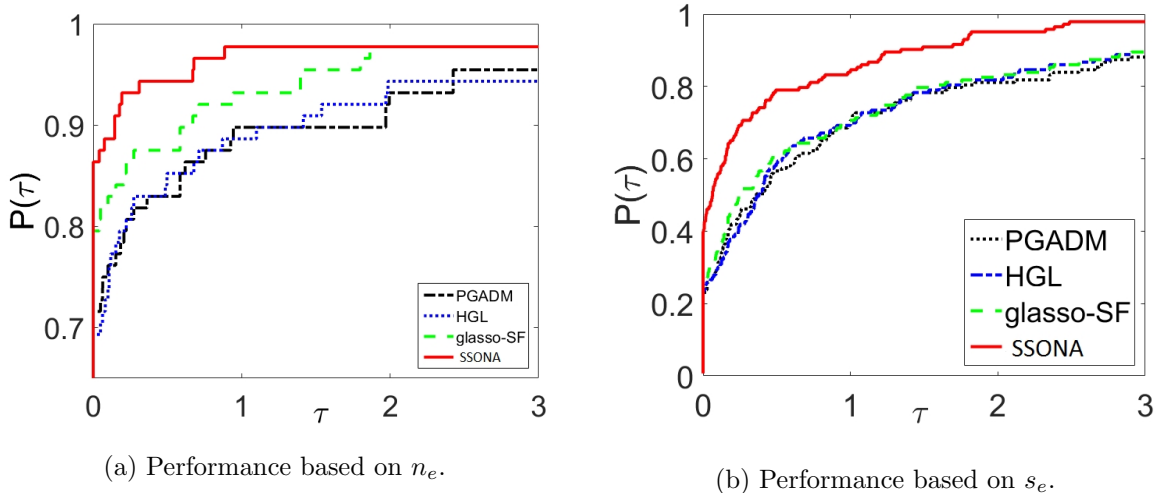 1
0.9
0.8
0.7
P(τ)
0
1
2
3
τ
PGADM
HGL
glasso-SF
SSONA
(a) Performance based on n_e.
1
0.8
0.6
0.4
0.2
0
P(τ)
0
1
2
3
τ
PGADM
HGL
glasso-SF
SSONA
(b) Performance based on s_e.